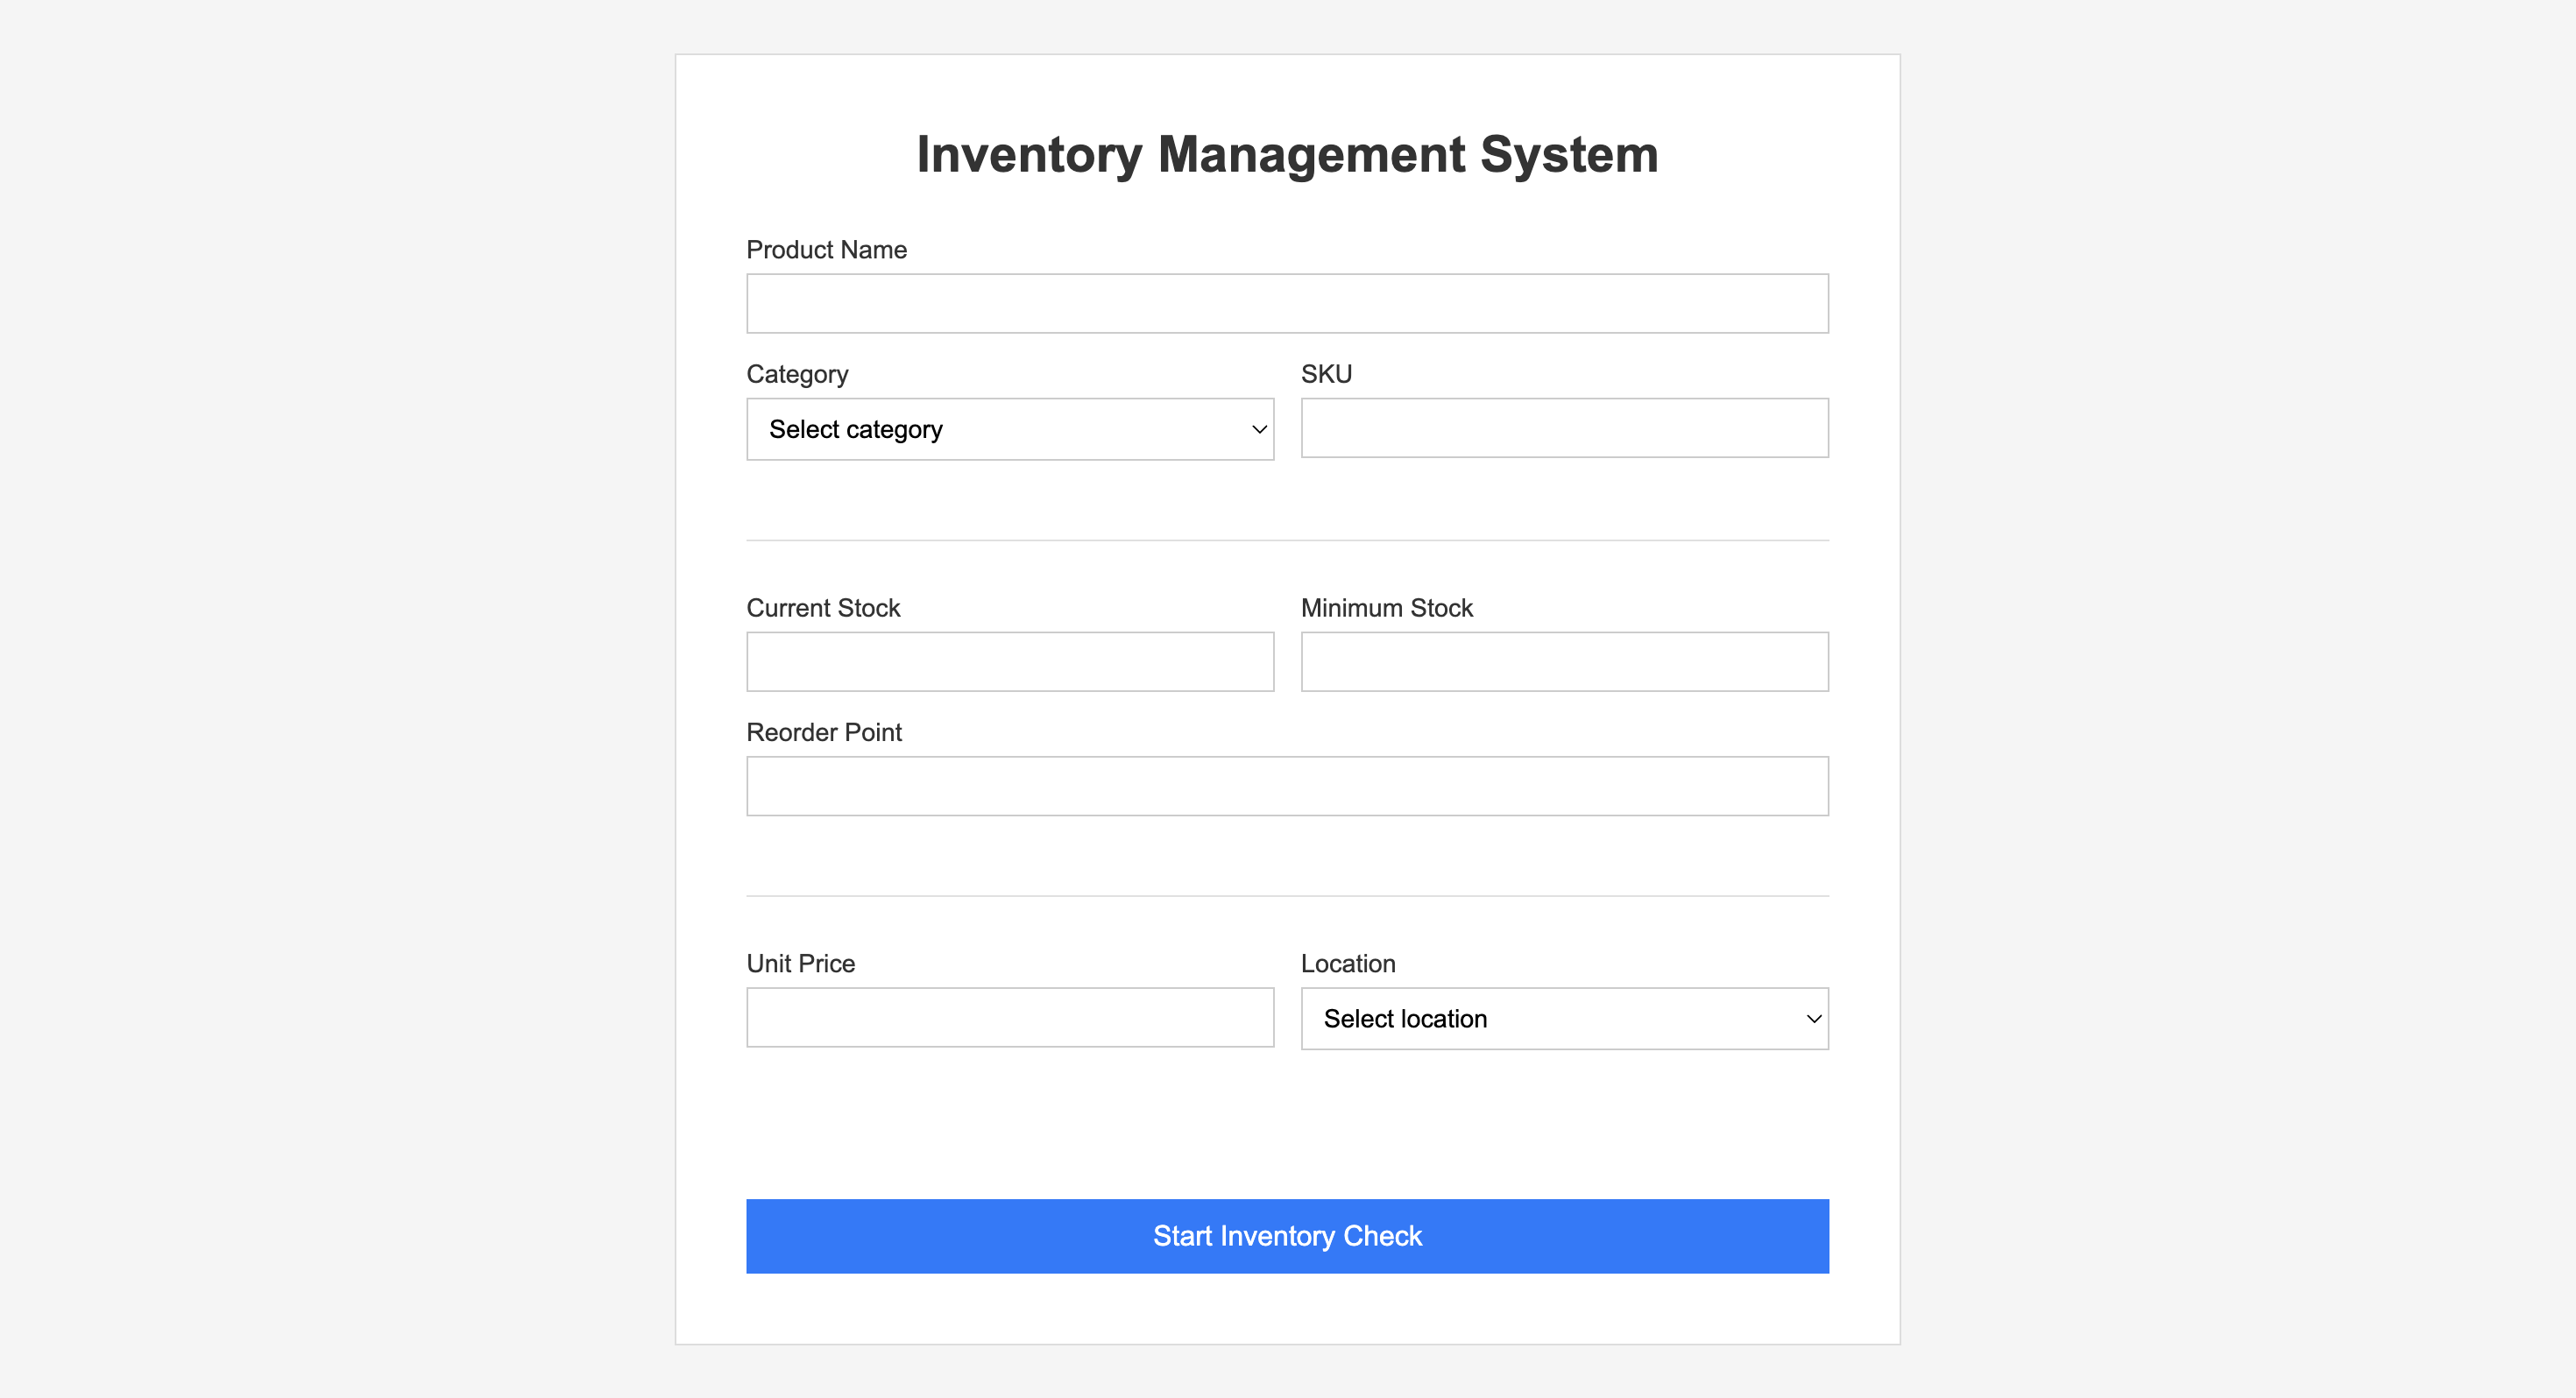 Inventory Management System
Product Name
Category
SKU
Select category
Current Stock
Minimum Stock
Reorder Point
Unit Price
Location
Select location
Start Inventory Check